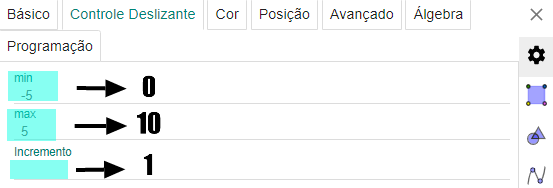 Básico Controle Deslizante Cor Posição Avançado Álgebra
Programação
min
-5 0
max
5 10
Incremento
1